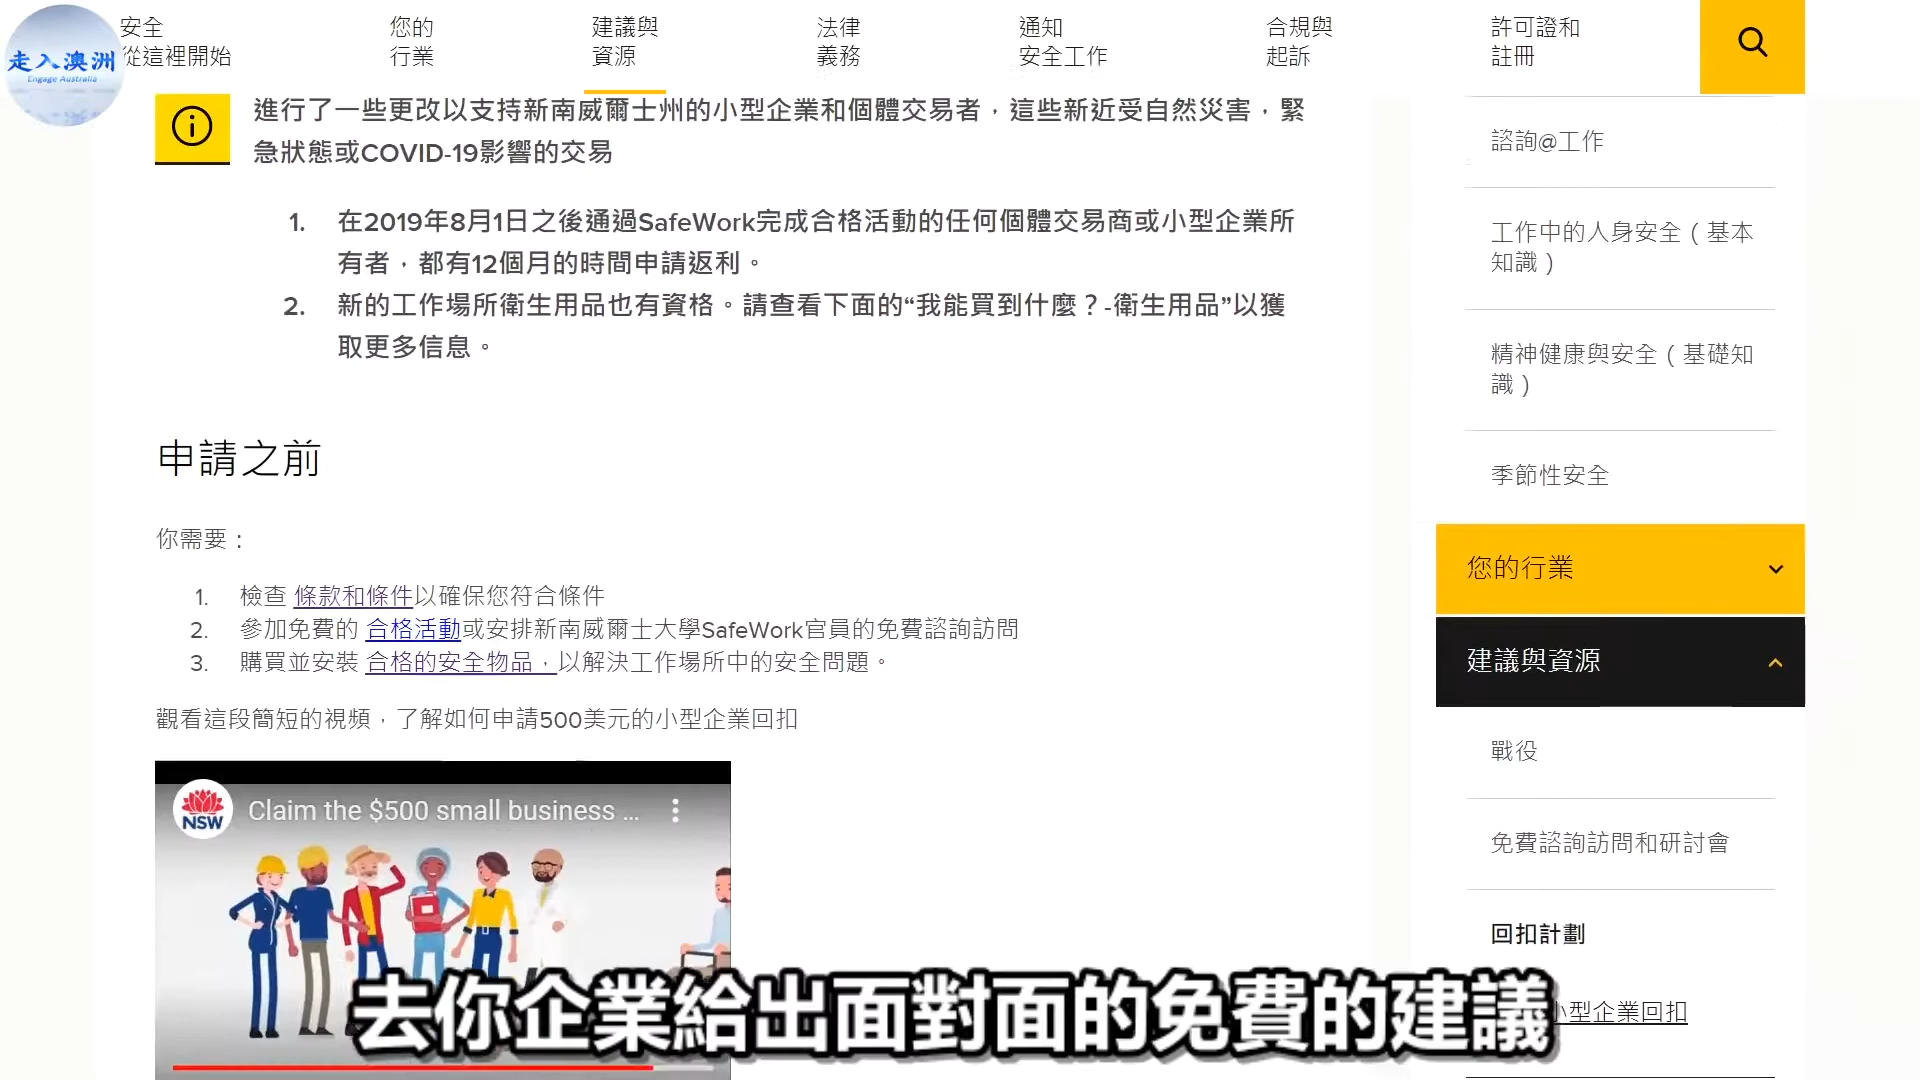 安全
從這裡開始
您的
行業
建議與
資源
法律
義務
通知
安全工作
合規與
起訴
許可證和
註冊
走入澳洲
Engage Australia
進行了一些更改以支持新南威爾士州的小型企業和個體交易者，這些新近受自然災害，緊
急狀態或COVID-19影響的交易
1. 在2019年8月1日之後通過SafeWork完成合格活動的任何個體交易商或小型企業所
有者，都有12個月的時間申請返利。
2. 新的工作場所衛生用品也有資格。請查看下面的“我能買到什麼？-衛生用品”以獲
取更多信息。
申請之前
你需要：
1. 檢查 條款和條件以確保您符合條件
2. 參加免費的 合格活動或安排新南威爾士大學SafeWork官員的免費諮詢訪問
3. 購買並安裝 合格的安全物品，以解決工作場所中的安全問題。
觀看這段簡短的視頻，了解如何申請500美元的小型企業回扣
NSW
Claim the $500 small business ...
去你企業給出面對面的免費的建議
諮詢@工作
工作中的人身安全（基本
知識）
精神健康與安全（基礎知
識）
季節性安全
您的行業
建議與資源
戰役
免費諮詢訪問和研討會
回扣計劃
小型企業回扣